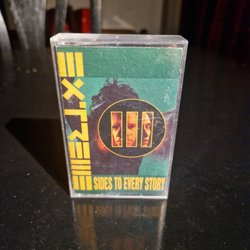 EXTREME
III
SIDES TO EVERY STORY